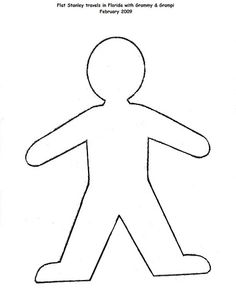 Flat Stanley travels in Florida with Grammy & Grampi
February 2009